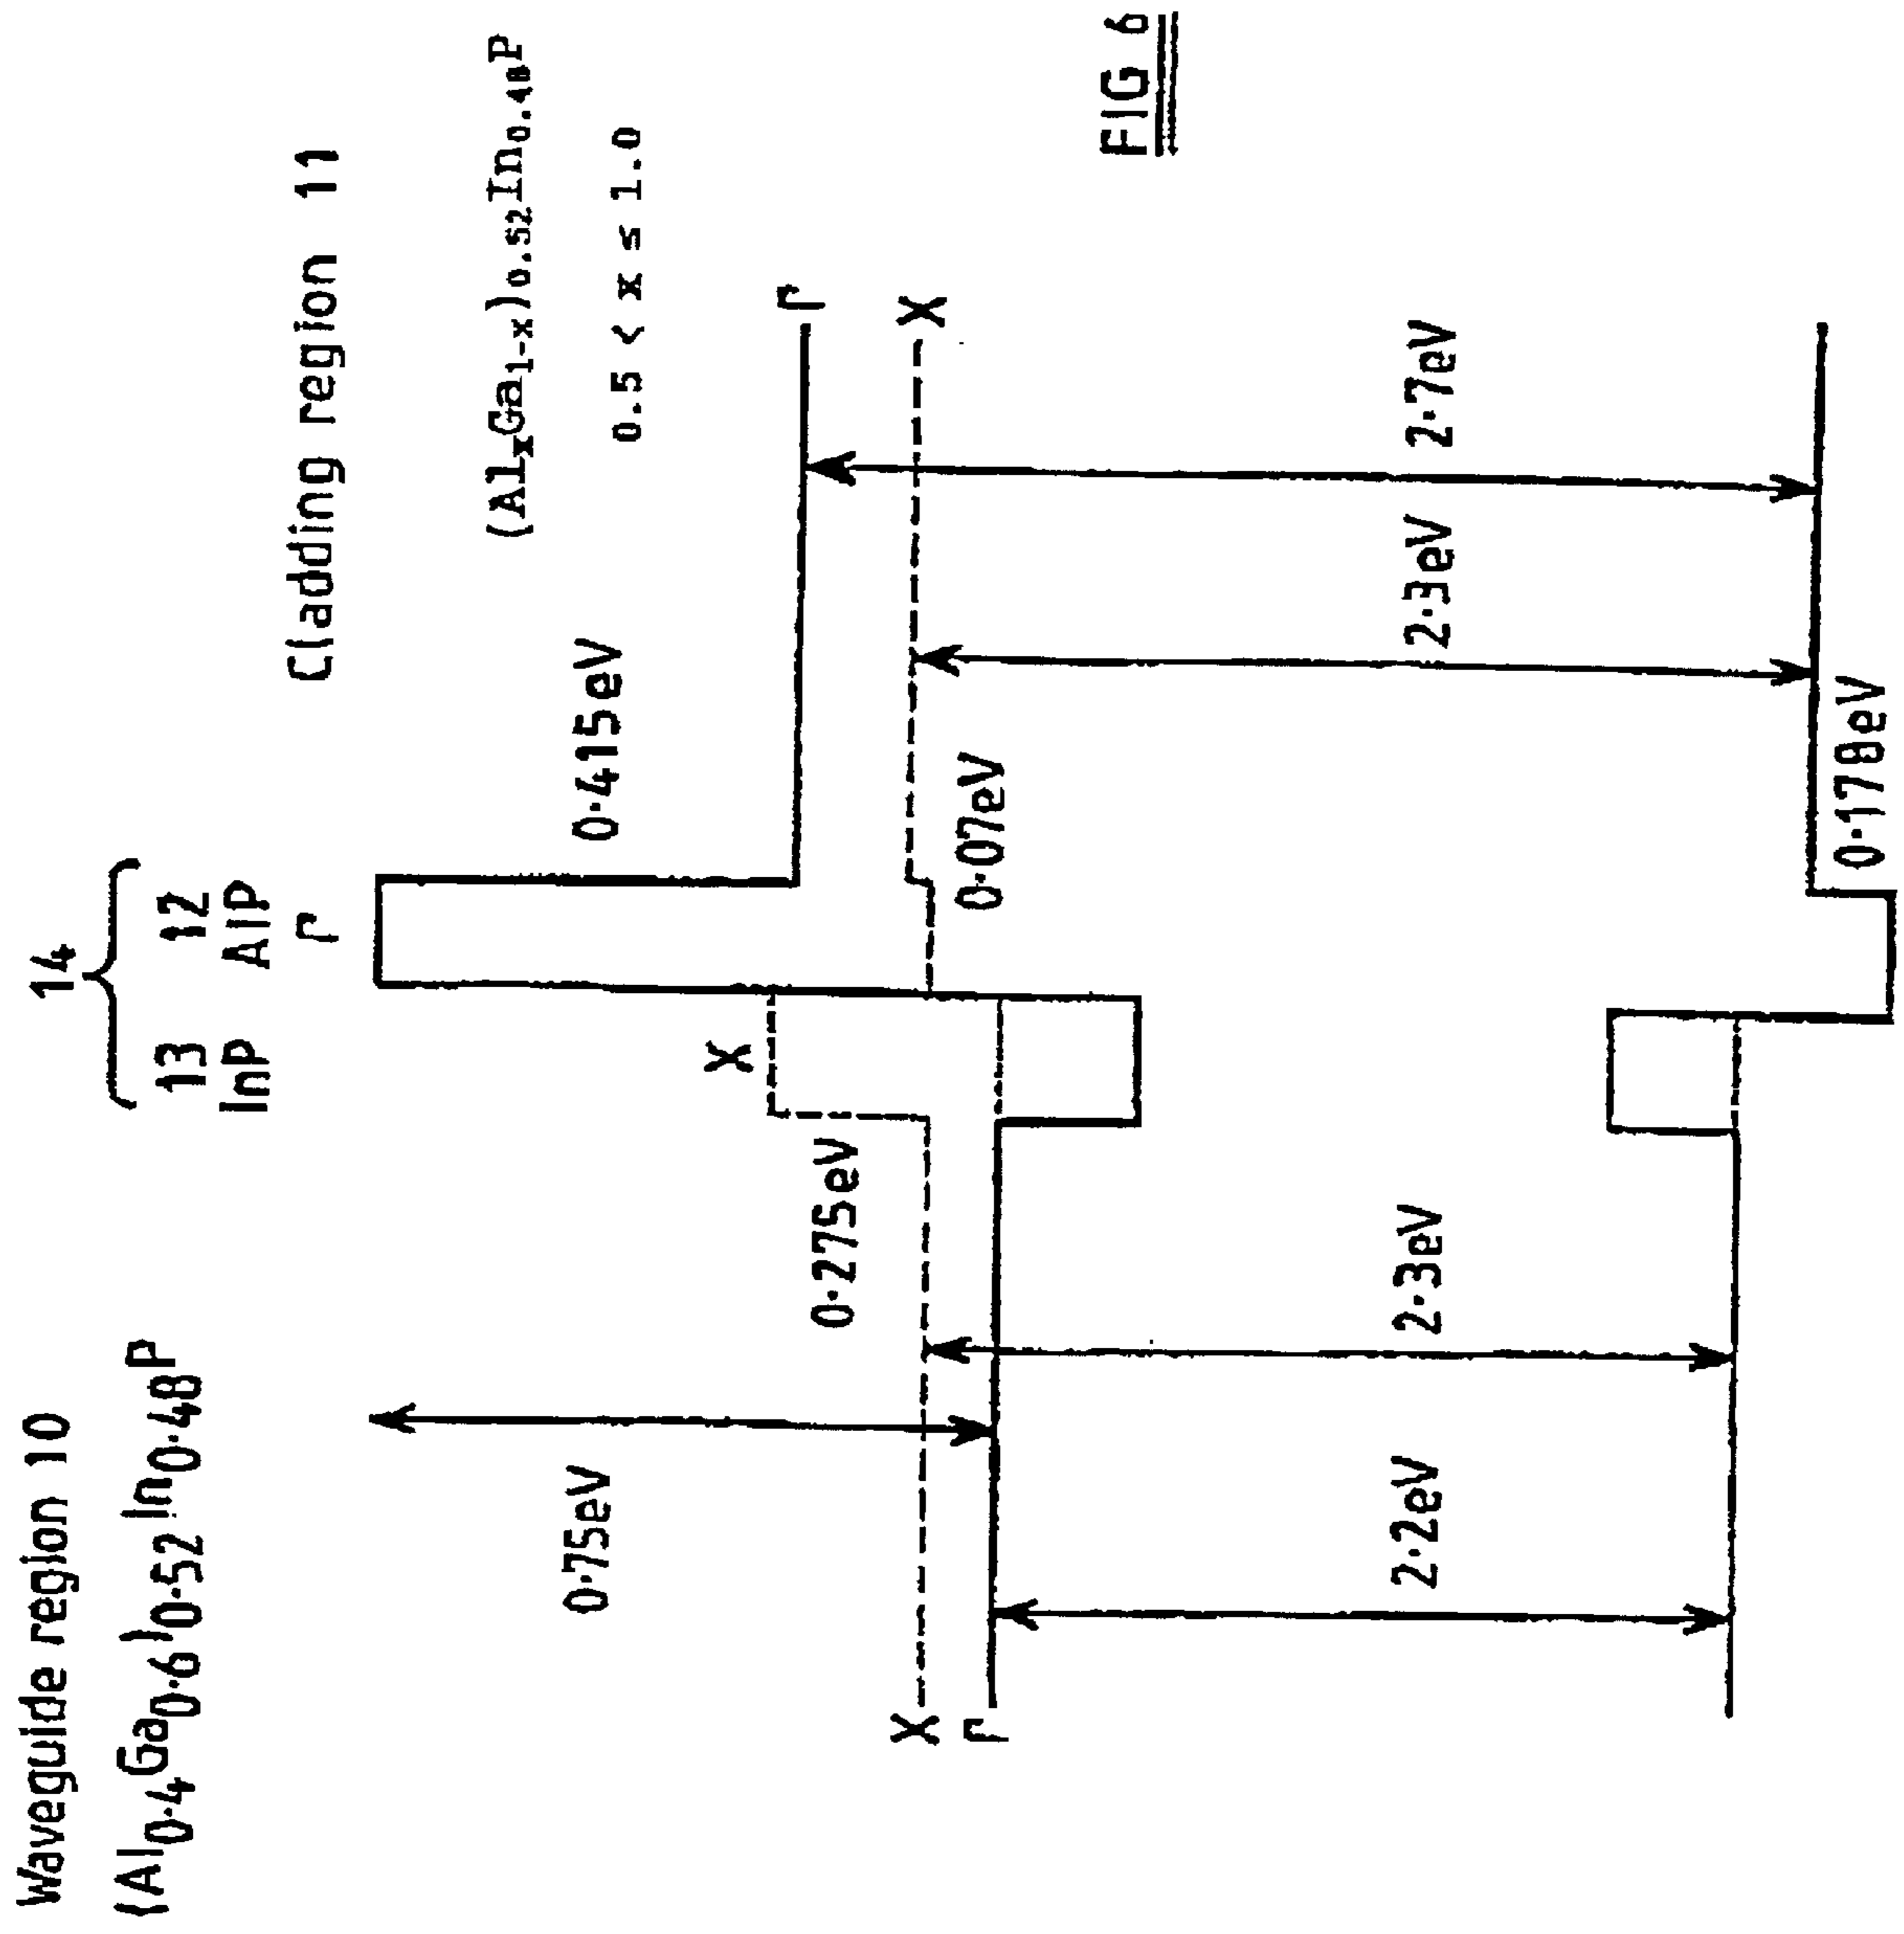 Waveguide region 10
(Al0·4Ga0·6)0·52In0·48P
14
13 12
InP AlP
Γ
Cladding region 11
(AlxGa1-x)0.52In0.48P
0.5 < x ≤ 1.0
0·75eV
0·415eV
X
Γ
0·275eV
X
X
Γ
0·07eV
2·2eV
2·3eV
2·3eV
2·7eV
0·178eV
FIG 6